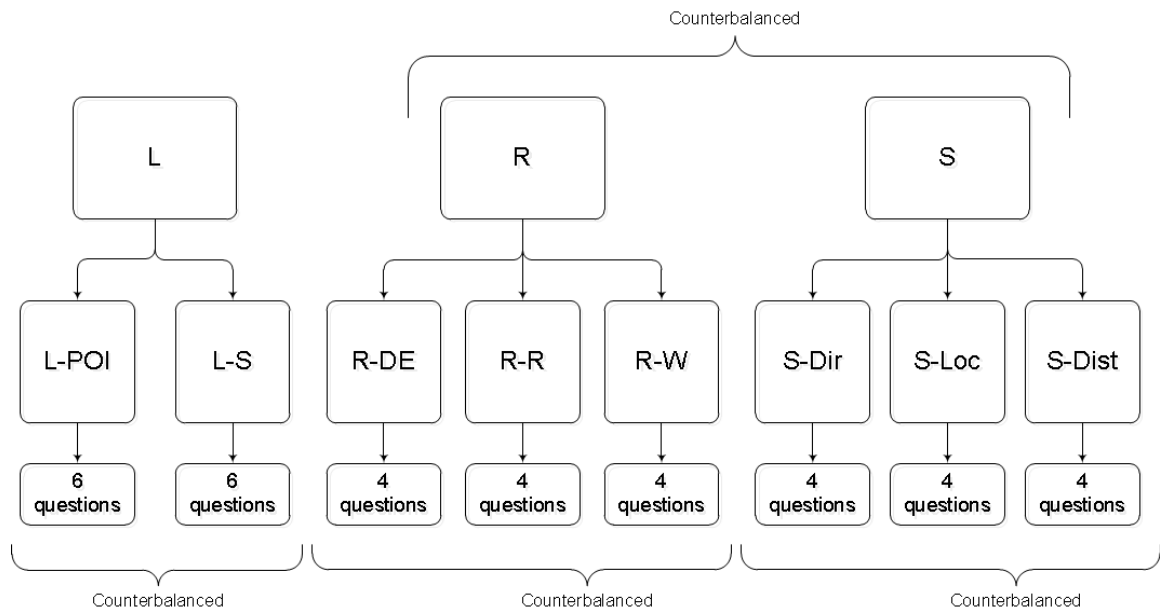 Counterbalanced
L
R
S
L-POI
L-S
R-DE
R-R
R-W
S-Dir
S-Loc
S-Dist
6
questions
6
questions
4
questions
4
questions
4
questions
4
questions
4
questions
4
questions
Counterbalanced
Counterbalanced
Counterbalanced